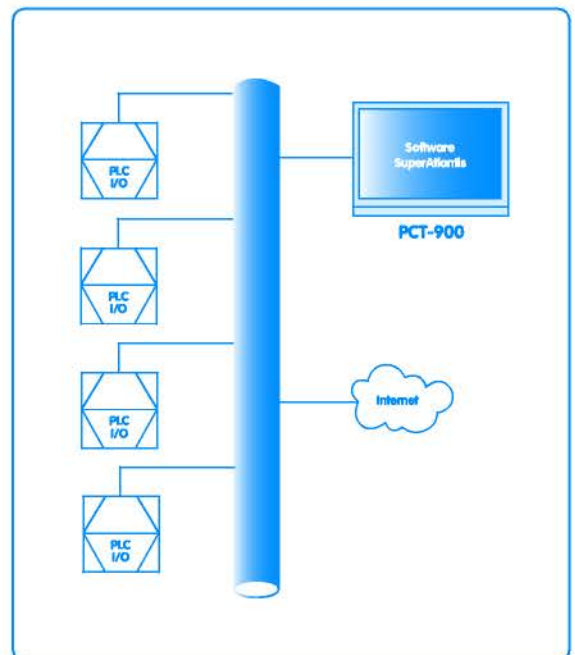 PLC
I/O
PLC
I/O
PLC
I/O
PLC
I/O
Software
SuperAtlantis
PCT-900
Internet